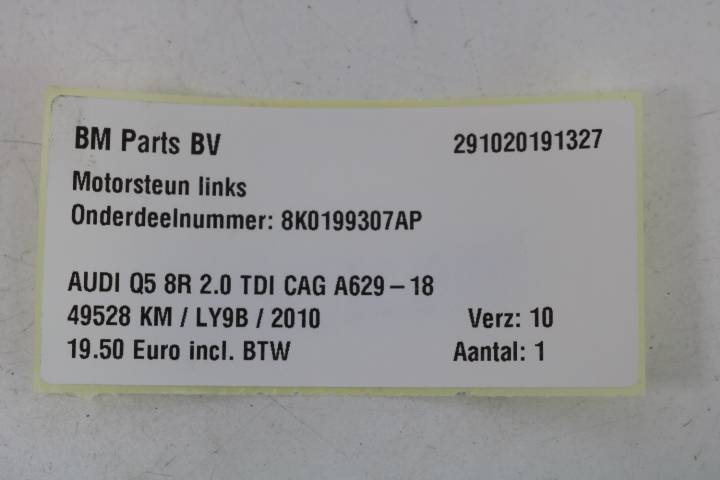 BM Parts BV 291020191327
Motorsteun links
Onderdeelnummer: 8K0199307AP
AUDI Q5 8R 2.0 TDI CAG A629-18
49528 KM / LY9B / 2010 Verz: 10
19.50 Euro incl. BTW Aantal: 1